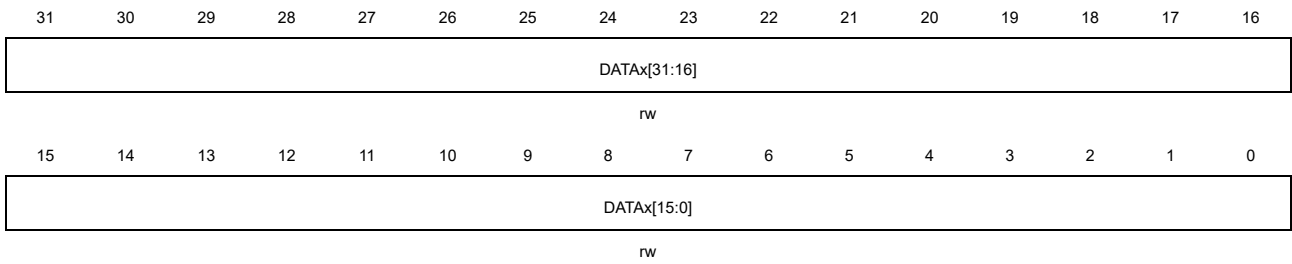 31 30 29 28 27 26 25 24 23 22 21 20 19 18 17 16
DATAx[31:16]
rw
15 14 13 12 11 10 9 8 7 6 5 4 3 2 1 0
DATAx[15:0]
rw